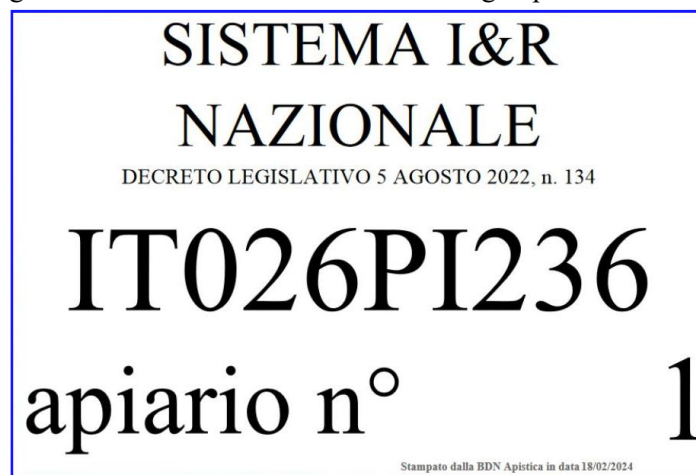 SISTEMA I&R
NAZIONALE
DECRETO LEGISLATIVO 5 AGOSTO 2022, n. 134
IT026PI236
apiario n° 1
Stampato dalla BDN Apistica in data 18/02/2024